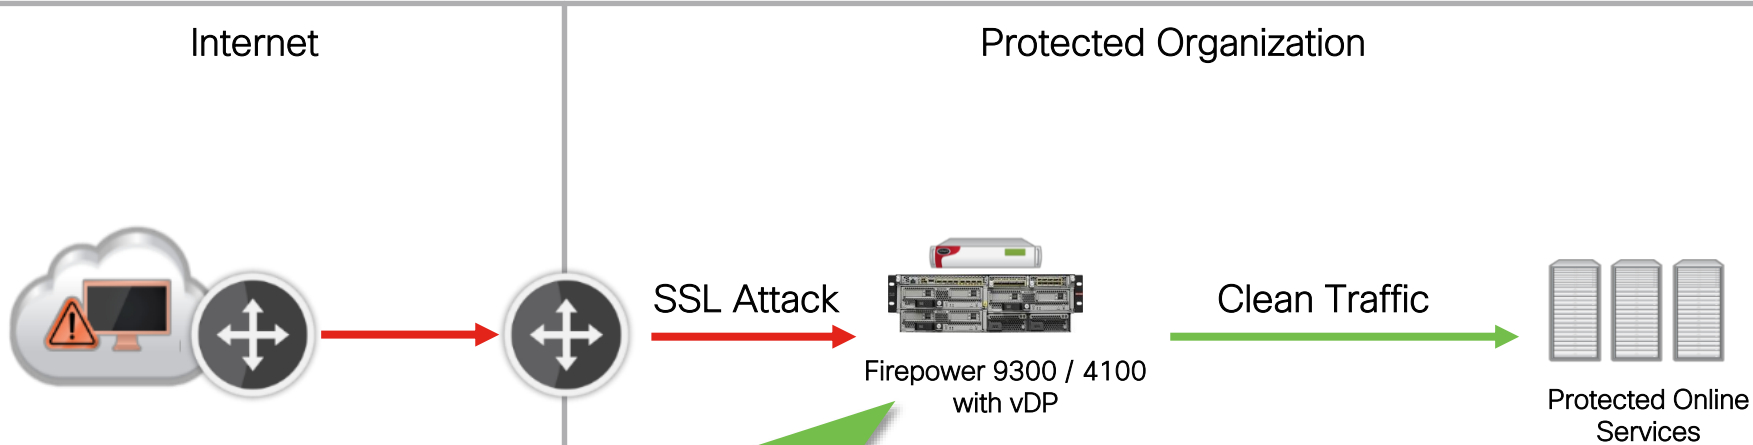 Internet
Protected Organization
SSL Attack
Clean Traffic
Firepower 9300 / 4100
with vDP
Protected Online
Services